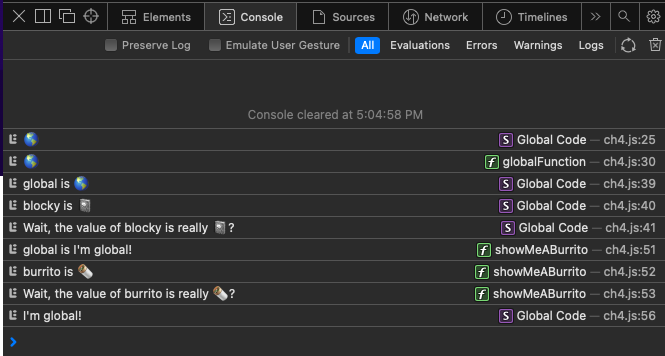 Elements Console Sources Network Timelines
Preserve Log Emulate User Gesture All Evaluations Errors Warnings Logs
Console cleared at 5:04:58 PM
🌎 S Global Code — ch4.js:25
🌎 f globalFunction — ch4.js:30
global is 🌎 S Global Code — ch4.js:39
blocky is 📓 S Global Code — ch4.js:40
Wait, the value of blocky is really 📓? S Global Code — ch4.js:41
global is I'm global! f showMeABurrito — ch4.js:51
burrito is 🌯 f showMeABurrito — ch4.js:52
Wait, the value of burrito is really 🌯? f showMeABurrito — ch4.js:53
I'm global! S Global Code — ch4.js:56